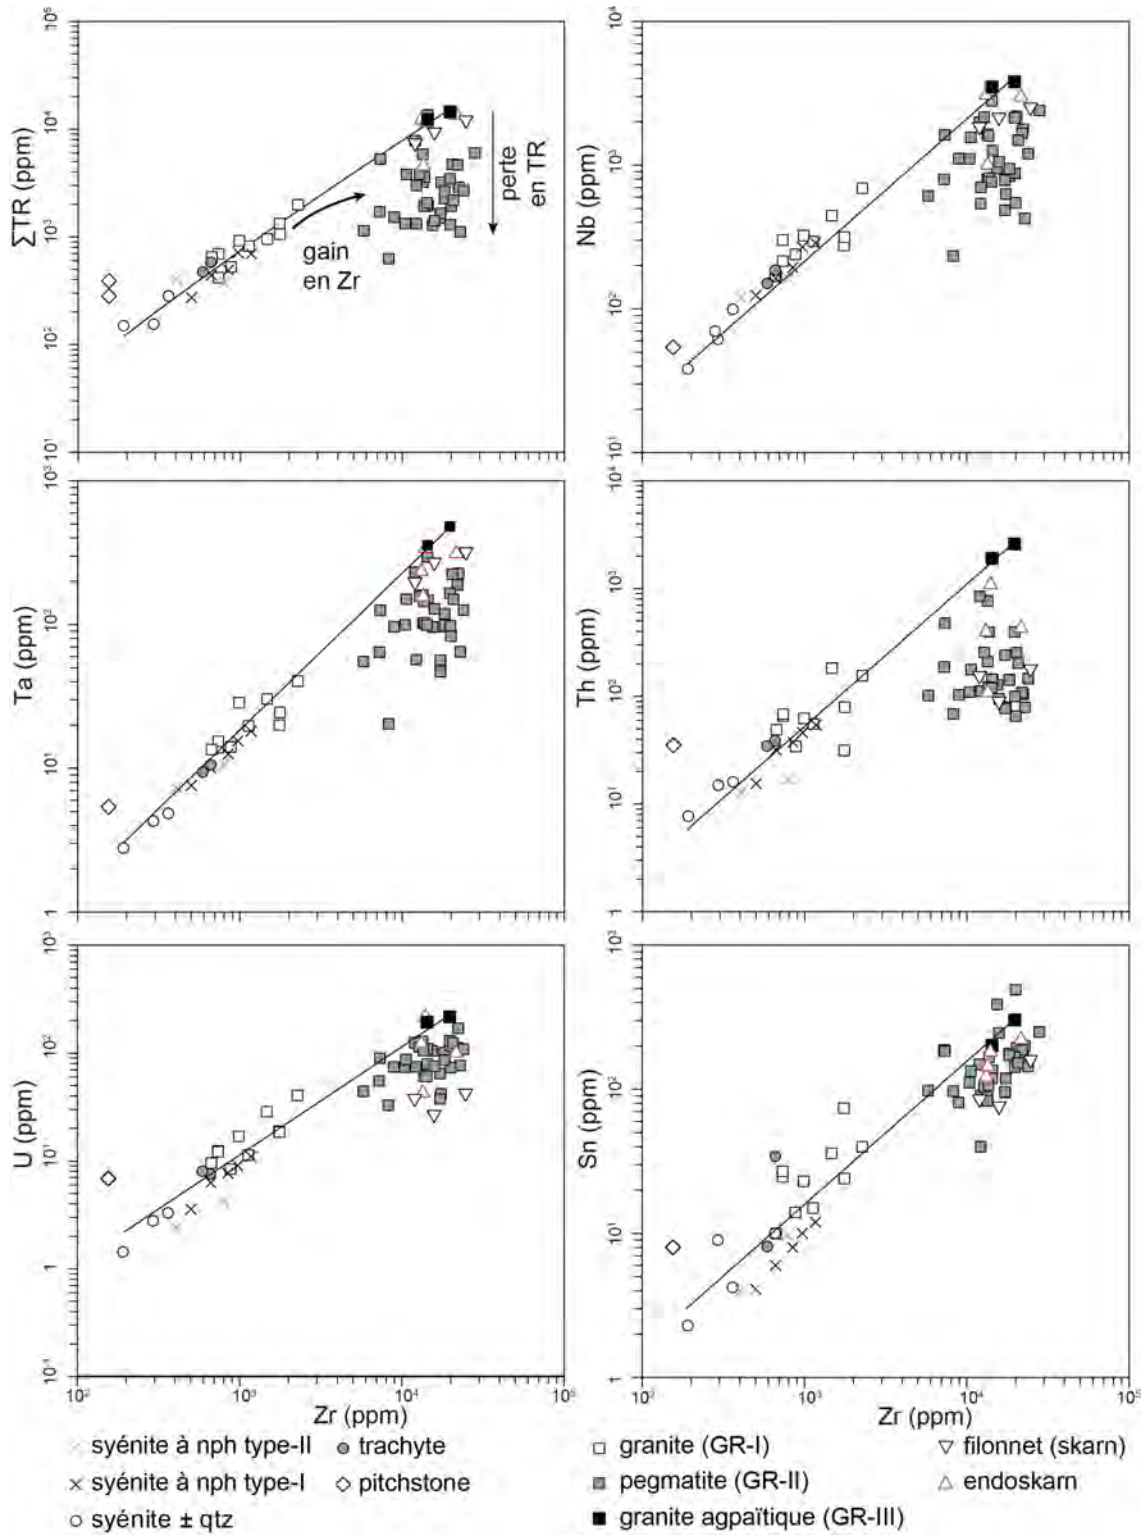 10⁵
10⁴
10³
10²
10¹
ΣTR (ppm)
gain
en Zr
perte
en TR
10⁴
10³
10²
10¹
Nb (ppm)
10³
10²
10¹
1
Ta (ppm)
10⁴
10³
10²
10¹
1
Th (ppm)
10³
10²
10¹
1
10⁻¹
U (ppm)
10² 10³ 10⁴ 10⁵
Zr (ppm)
10³
10²
10¹
1
Sn (ppm)
10² 10³ 10⁴ 10⁵
Zr (ppm)
syénite à nph type-II
trachyte
granite (GR-I)
filonnet (skarn)
syénite à nph type-I
pitchstone
pegmatite (GR-II)
endoskarn
syénite ± qtz
granite agpaïtique (GR-III)